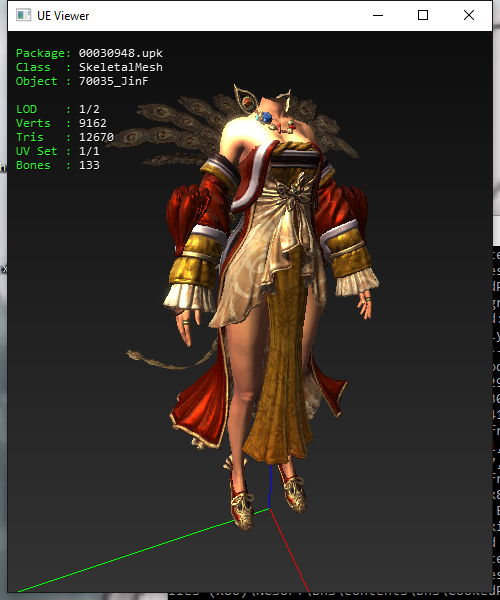 UE Viewer
Package: 00030948.upk
Class  : SkeletalMesh
Object : 70035_JinF
LOD    : 1/2
Verts  : 9162
Tris   : 12670
UV Set : 1/1
Bones  : 133